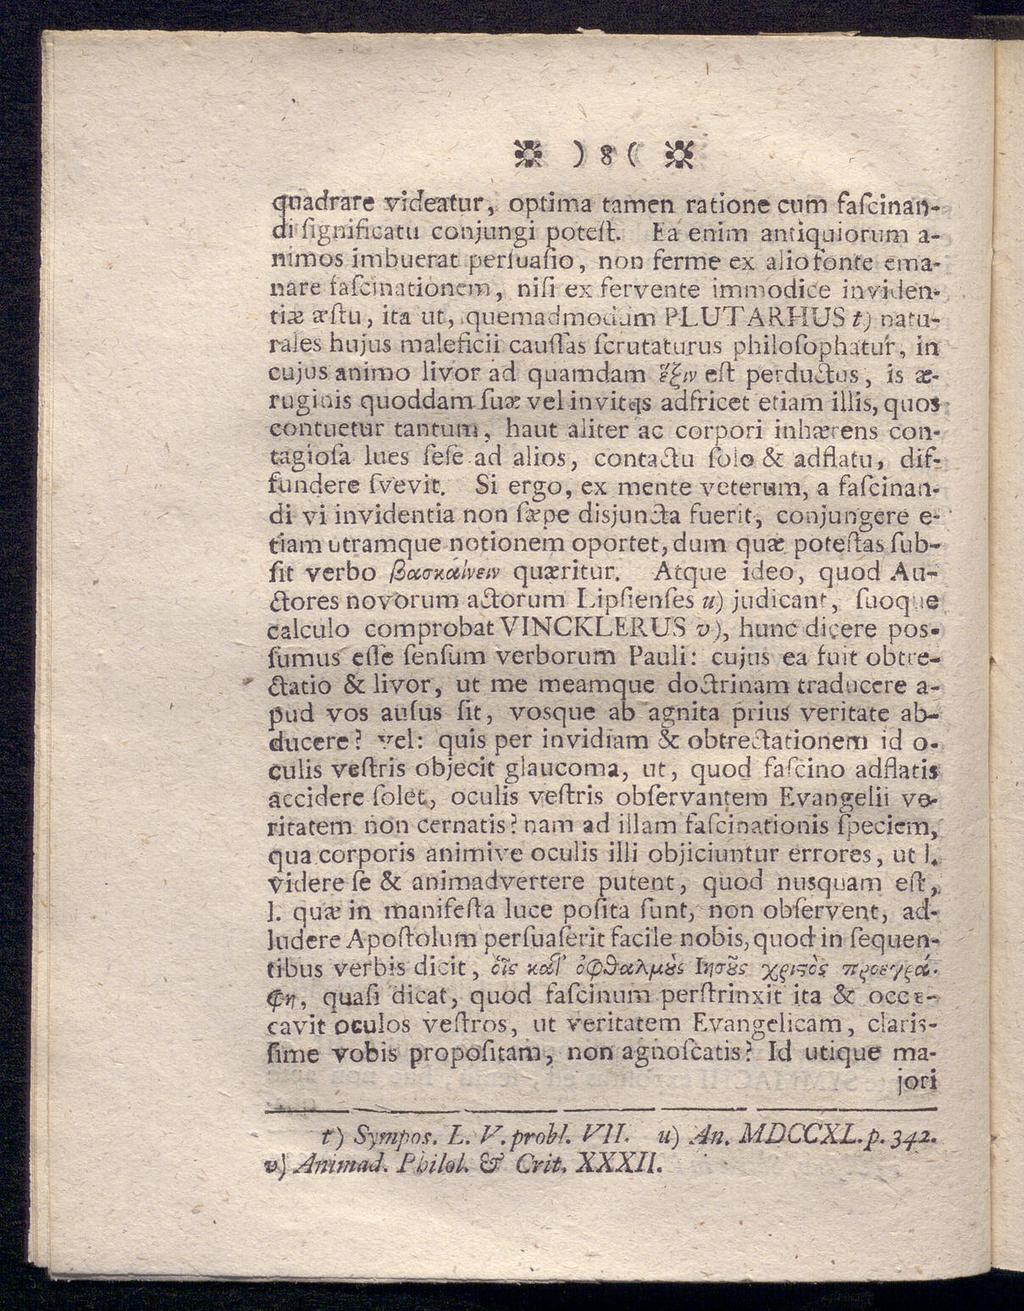 ※ ) 8 ( ※
quadrare videatur, optima tamen ratione cum faſcinan-
di ſignificatu conjungi poteſt. Ea enim antiquiorum a-
nimos imbuerat perſuaſio, non ferme ex alio fonte ema-
nare faſcinationem, niſi ex fervente immodice inviden-
tiæ æſtu, ita ut, quemadmodum PLUTARHUS t) natu-
rales hujus maleficii cauſſas ſcrutaturus philoſophatur, in
cujus animo livor ad quamdam ἕξιν eſt perductus, is æ-
ruginis quoddam ſuæ vel invitus adfricet etiam illis, quos
contuetur tantum, haut aliter ac corpori inhærens con-
tagioſa lues ſeſe ad alios, contactu ſolo & adflatu, dif-
fundere ſvevit. Si ergo, ex mente veterum, a faſcinan-
di vi invidentia non ſæpe disjuncta fuerit, conjungere e-
tiam utramque notionem oportet, dum quæ poteſtas ſub-
ſit verbo βασκαίνειν quæritur. Atque ideo, quod Au-
ctores novorum actorum Lipſienſes u) judicant, ſuoque
calculo comprobat VINCKLERUS v), hunc dicere poſ-
ſumus eſſe ſenſum verborum Pauli: cujus ea fuit obtre-
ctatio & livor, ut me meamque doctrinam traducere a-
pud vos auſus ſit, vosque ab agnita prius veritate ab-
ducere? vel: quis per invidiam & obtrectationem id o-
culis veſtris objecit glaucoma, ut, quod faſcino adflatis
accidere ſolet, oculis veſtris obſervantem Evangelii ve-
ritatem non cernatis? nam ad illam faſcinationis ſpeciem,
qua corporis animive oculis illi objiciuntur errores, ut l.
videre ſe & animadvertere putent, quod nusquam eſt,
l. quæ in manifeſta luce poſita ſunt, non obſervent, ad-
ludere Apoſtolum perſuaſerit facile nobis, quod in ſequen-
tibus verbis dicit, οἷς κατ' ὀφθαλμοὺς Ιησοῦς χριστὸς προεγρά-
φη, quaſi dicat, quod faſcinum perſtrinxit ita & occæ-
cavit oculos veſtros, ut veritatem Evangelicam, clariſ-
ſime vobis propoſitam, non agnoſcatis? Id utique ma-
jori
t) Sympos. L. V. probl. VII. u) An. MDCCXL. p. 342.
v) Animad. Philol. & Crit. XXXII.